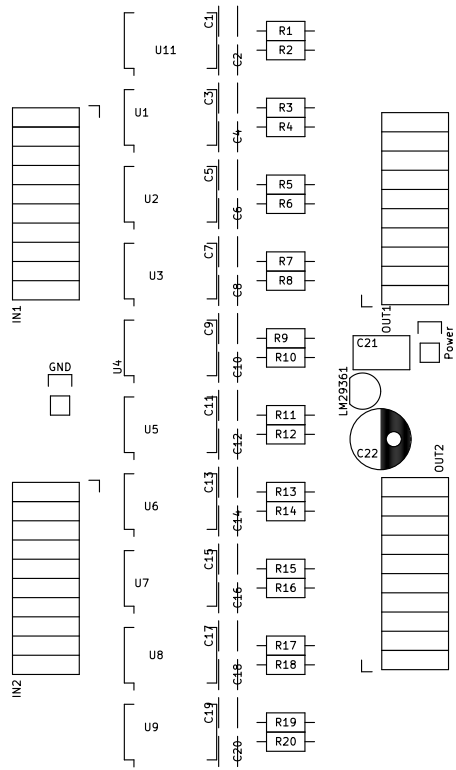 C1
R1
U11
C2
R2
C3
R3
U1
C4
R4
C5
R5
U2
C6
R6
C7
R7
U3
C8
R8
IN1
OUT1
C9
R9
C21
Power
U4
C10
R10
GND
LM29361
C11
R11
U5
C12
R12
C22
OUT2
C13
R13
U6
C14
R14
C15
R15
U7
C16
R16
C17
R17
U8
C18
R18
IN2
C19
R19
U9
C20
R20